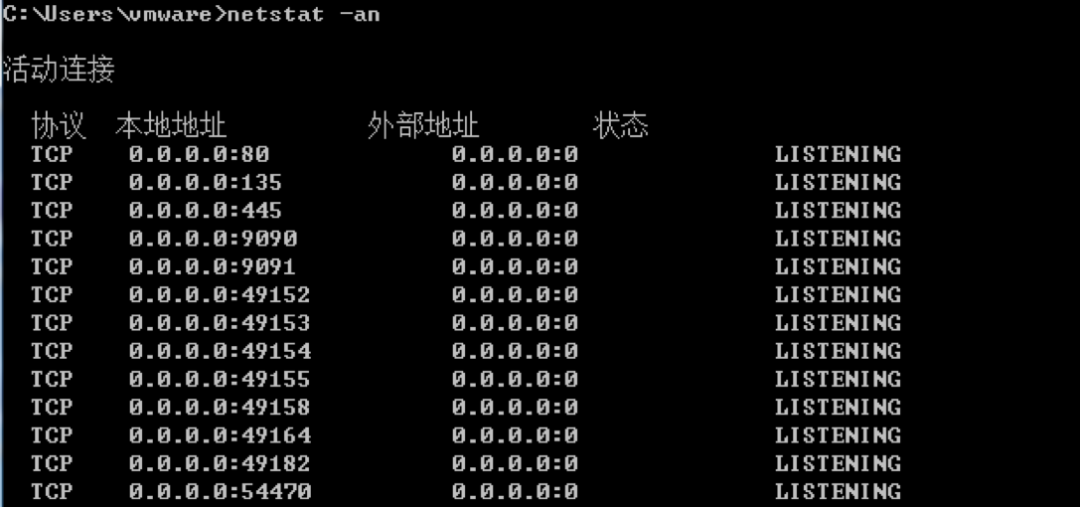 C:\Users\vmware>netstat -an
活动连接
协议 本地地址 外部地址 状态
TCP 0.0.0.0:80 0.0.0.0:0 LISTENING
TCP 0.0.0.0:135 0.0.0.0:0 LISTENING
TCP 0.0.0.0:445 0.0.0.0:0 LISTENING
TCP 0.0.0.0:9090 0.0.0.0:0 LISTENING
TCP 0.0.0.0:9091 0.0.0.0:0 LISTENING
TCP 0.0.0.0:49152 0.0.0.0:0 LISTENING
TCP 0.0.0.0:49153 0.0.0.0:0 LISTENING
TCP 0.0.0.0:49154 0.0.0.0:0 LISTENING
TCP 0.0.0.0:49155 0.0.0.0:0 LISTENING
TCP 0.0.0.0:49158 0.0.0.0:0 LISTENING
TCP 0.0.0.0:49164 0.0.0.0:0 LISTENING
TCP 0.0.0.0:49182 0.0.0.0:0 LISTENING
TCP 0.0.0.0:54470 0.0.0.0:0 LISTENING